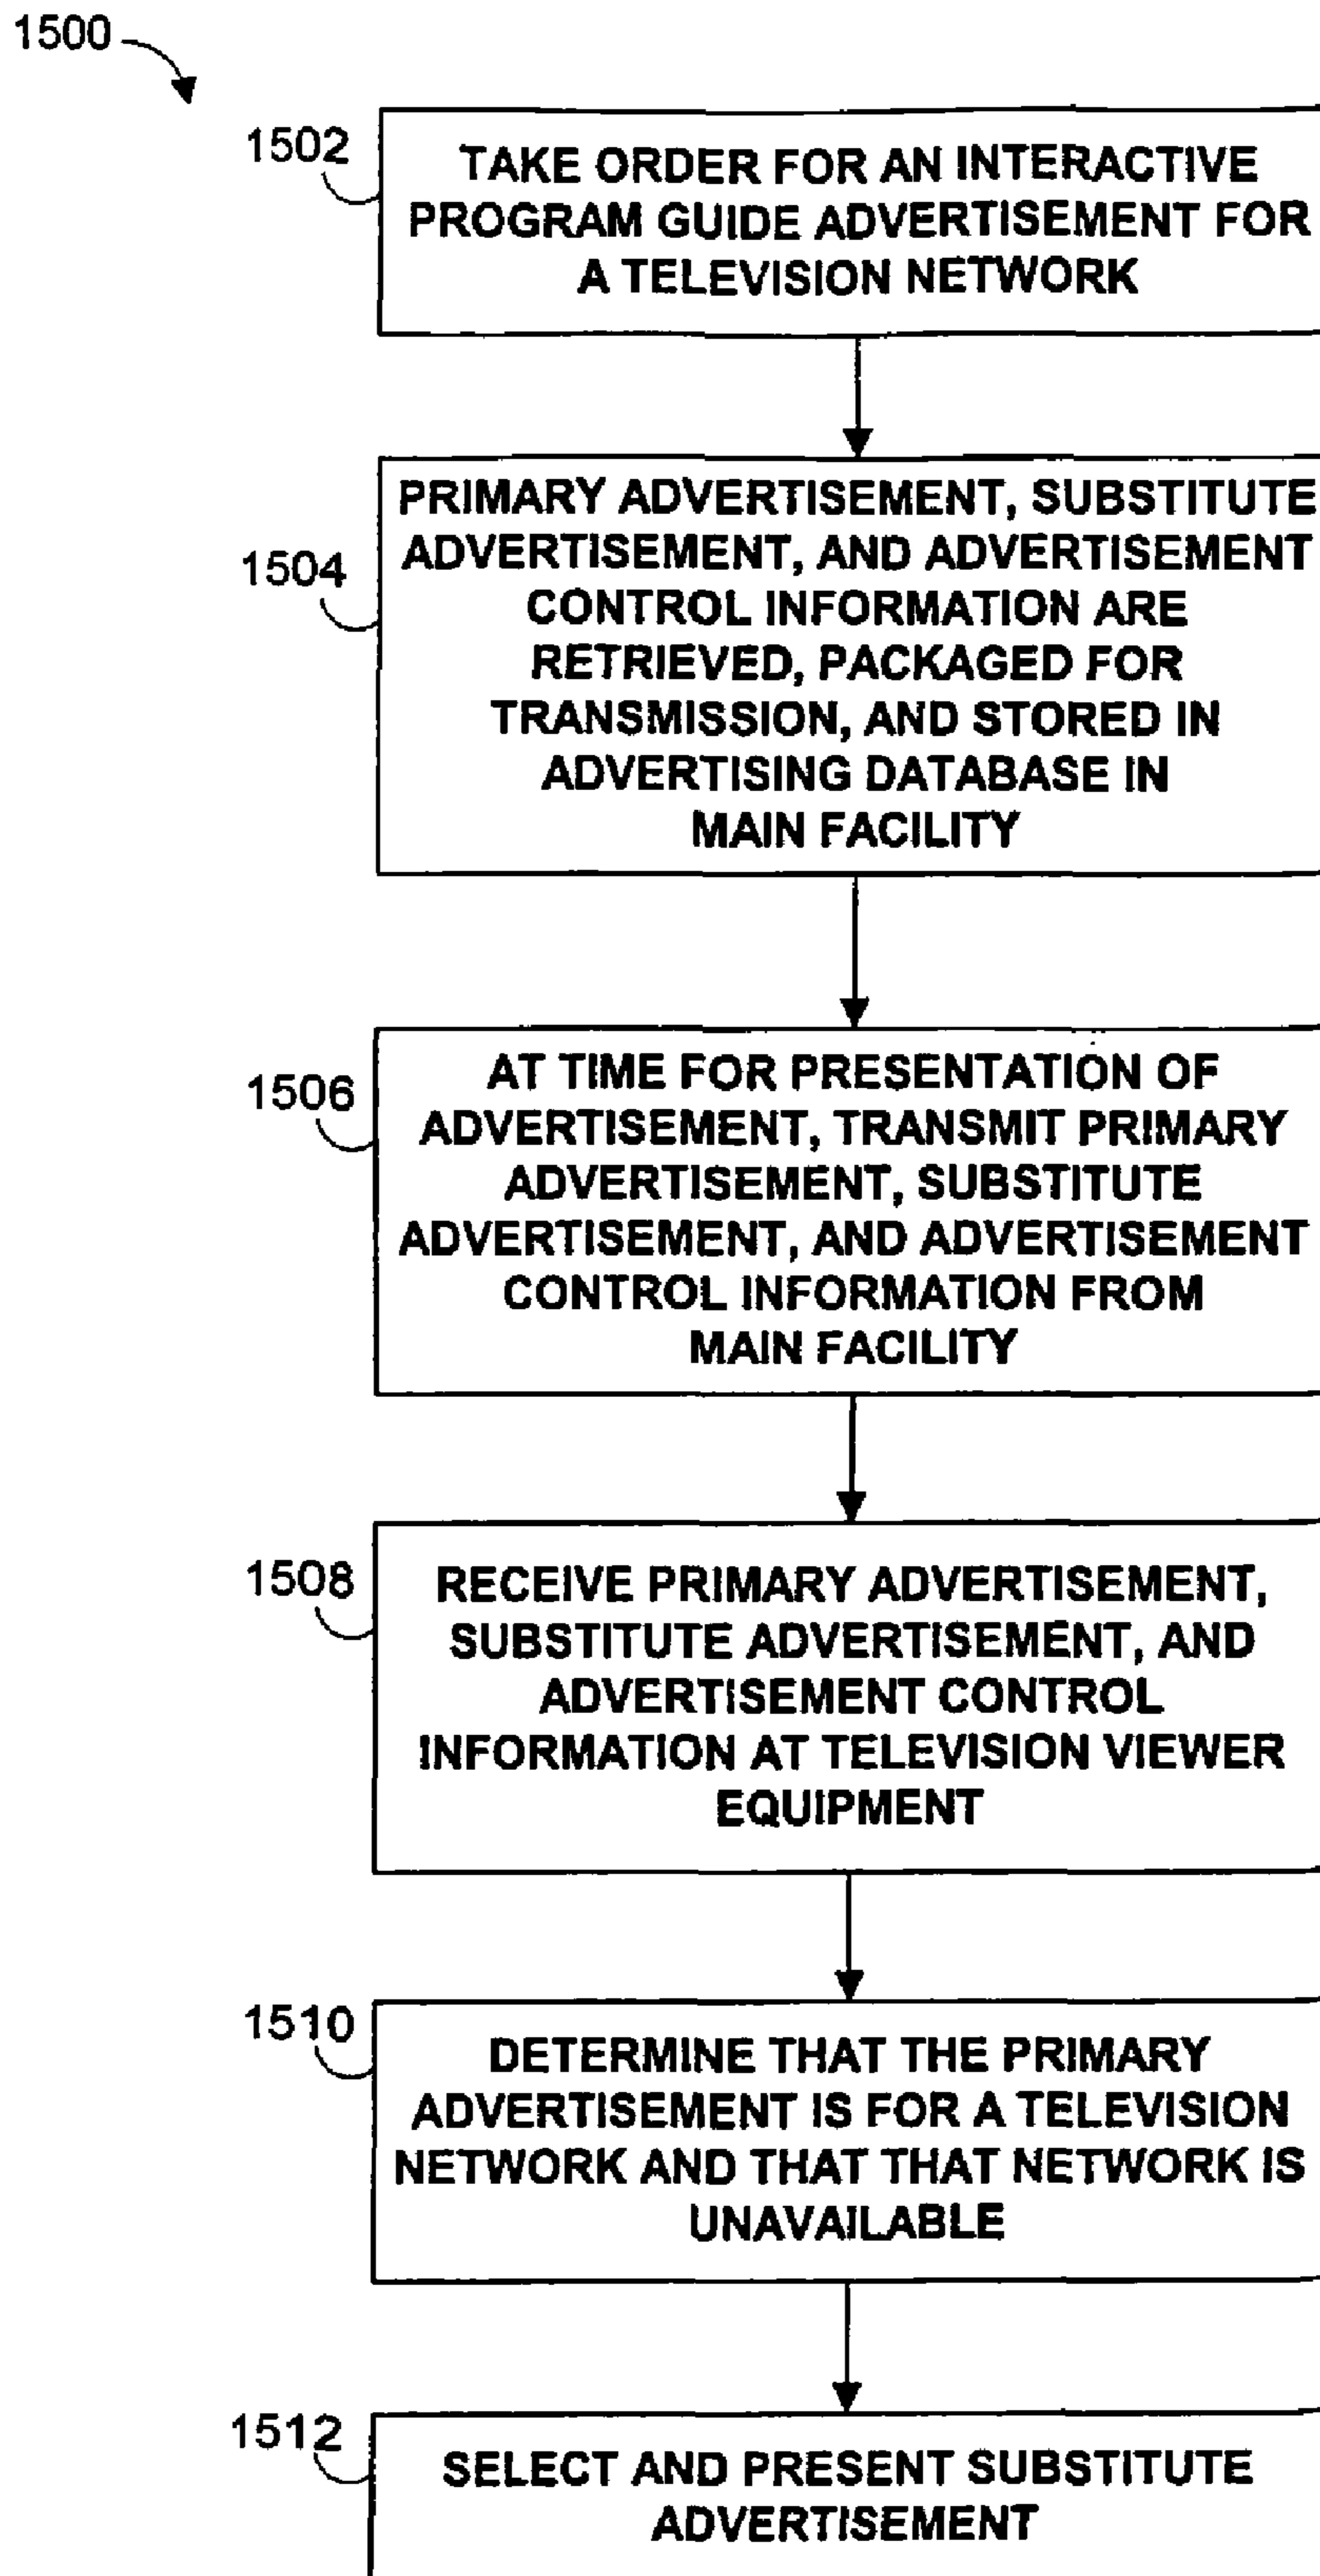 1500
1502
TAKE ORDER FOR AN INTERACTIVE
PROGRAM GUIDE ADVERTISEMENT FOR
A TELEVISION NETWORK
1504
PRIMARY ADVERTISEMENT, SUBSTITUTE
ADVERTISEMENT, AND ADVERTISEMENT
CONTROL INFORMATION ARE
RETRIEVED, PACKAGED FOR
TRANSMISSION, AND STORED IN
ADVERTISING DATABASE IN
MAIN FACILITY
1506
AT TIME FOR PRESENTATION OF
ADVERTISEMENT, TRANSMIT PRIMARY
ADVERTISEMENT, SUBSTITUTE
ADVERTISEMENT, AND ADVERTISEMENT
CONTROL INFORMATION FROM
MAIN FACILITY
1508
RECEIVE PRIMARY ADVERTISEMENT,
SUBSTITUTE ADVERTISEMENT, AND
ADVERTISEMENT CONTROL
INFORMATION AT TELEVISION VIEWER
EQUIPMENT
1510
DETERMINE THAT THE PRIMARY
ADVERTISEMENT IS FOR A TELEVISION
NETWORK AND THAT THAT NETWORK IS
UNAVAILABLE
1512
SELECT AND PRESENT SUBSTITUTE
ADVERTISEMENT